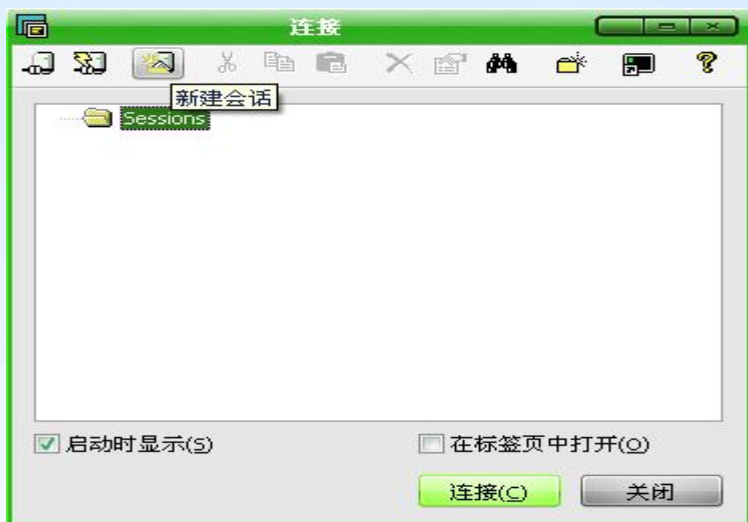 连接
新建会话
Sessions
启动时显示(S)
在标签页中打开(O)
连接(C)
关闭